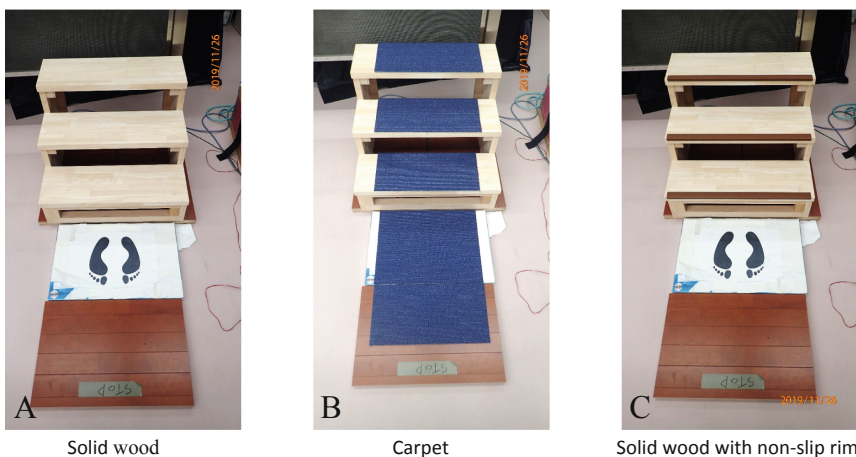 2019/11/26
2019/11/26
STOP
STOP
STOP
2019/11/26
A
B
C
Solid wood
Carpet
Solid wood with non-slip rim